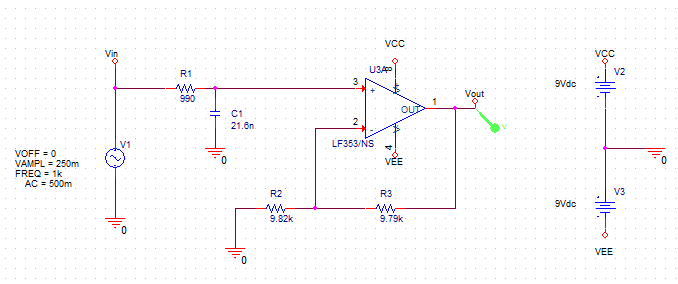 VCC
Vin
U3A
8
V+
R1
990
3
+
OUT
1
Vout
V
C1
21.6n
0
2
-
V-
4
LF353/NS
VEE
V1
VOFF = 0
VAMPL = 250m
FREQ = 1k
AC = 500m
0
R2
9.82k
R3
9.79k
0
VCC
V2
9Vdc
0
V3
9Vdc
VEE